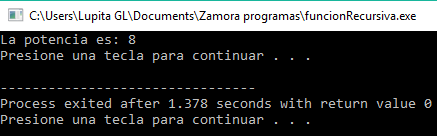 C:\Users\Lupita GL\Documents\Zamora programas\funcionRecursiva.exe
La potencia es: 8
Presione una tecla para continuar . . .
--------------------------------
Process exited after 1.378 seconds with return value 0
Presione una tecla para continuar . . .